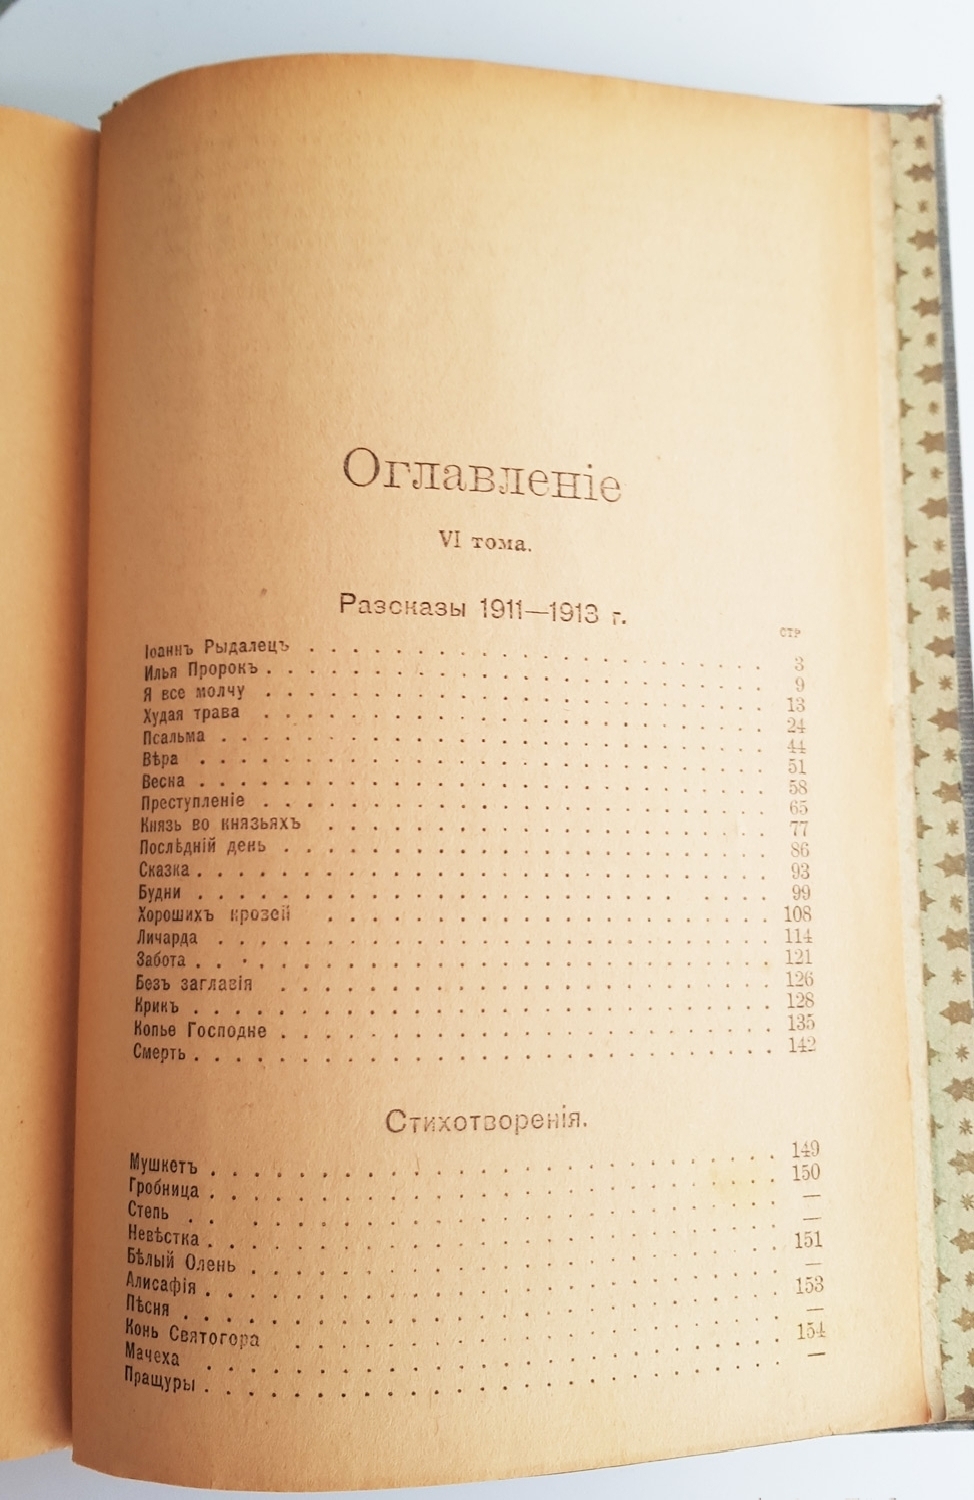 Оглавленіе
VI тома.
Разсказы 1911—1913 г.
СТР
Іоаннъ Рыдалецъ . . . . . . . . . . . . . . . . . . . . 3
Илья Пророкъ . . . . . . . . . . . . . . . . . . . . 9
Я все молчу . . . . . . . . . . . . . . . . . . . . 13
Худая трава . . . . . . . . . . . . . . . . . . . . 24
Псальма . . . . . . . . . . . . . . . . . . . . 44
Вѣра . . . . . . . . . . . . . . . . . . . . 51
Весна . . . . . . . . . . . . . . . . . . . . 58
Преступленіе . . . . . . . . . . . . . . . . . . . . 65
Князь во князьяхъ . . . . . . . . . . . . . . . . . . . . 77
Послѣдній день . . . . . . . . . . . . . . . . . . . . 86
Сказка . . . . . . . . . . . . . . . . . . . . 93
Будни . . . . . . . . . . . . . . . . . . . . 99
Хорошихъ кровей . . . . . . . . . . . . . . . . . . . . 108
Личарда . . . . . . . . . . . . . . . . . . . . 114
Забота . . . . . . . . . . . . . . . . . . . . 121
Безъ заглавія . . . . . . . . . . . . . . . . . . . . 126
Крикъ . . . . . . . . . . . . . . . . . . . . 128
Копье Господне . . . . . . . . . . . . . . . . . . . . 135
Смерть . . . . . . . . . . . . . . . . . . . . 142
Стихотворенія.
Мушкетъ . . . . . . . . . . . . . . . . . . . . 149
Гробница . . . . . . . . . . . . . . . . . . . . 150
Степь . . . . . . . . . . . . . . . . . . . . —
Невѣстка . . . . . . . . . . . . . . . . . . . . —
Бѣлый Олень . . . . . . . . . . . . . . . . . . . . 151
Алисафія . . . . . . . . . . . . . . . . . . . . —
Пѣсня . . . . . . . . . . . . . . . . . . . . 153
Конь Святогора . . . . . . . . . . . . . . . . . . . . —
Мачеха . . . . . . . . . . . . . . . . . . . . 154
Пращуры . . . . . . . . . . . . . . . . . . . . —